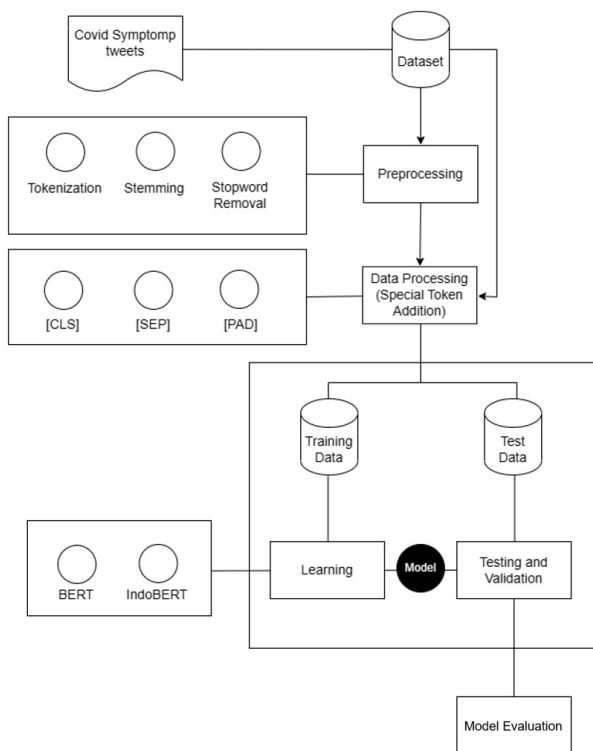 Covid Symptomp
tweets
Dataset
Tokenization
Stemming
Stopword
Removal
Preprocessing
[CLS]
[SEP]
[PAD]
Data Processing
(Special Token
Addition)
Training
Data
Test
Data
BERT
IndoBERT
Learning
Model
Testing and
Validation
Model Evaluation